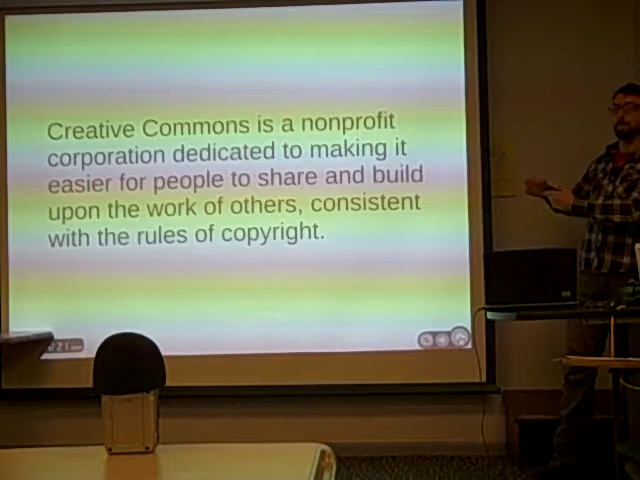 Creative Commons is a nonprofit
corporation dedicated to making it
easier for people to share and build
upon the work of others, consistent
with the rules of copyright.